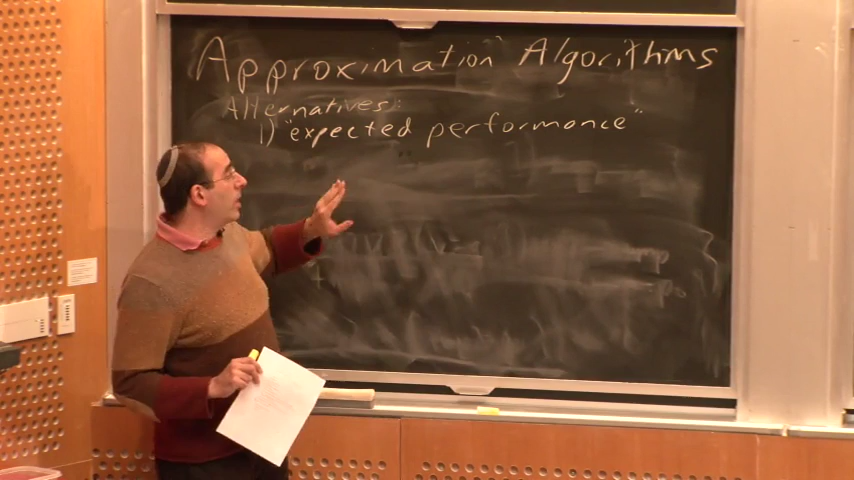 Approximation Algorithms
Alternatives:
1) "expected performance"